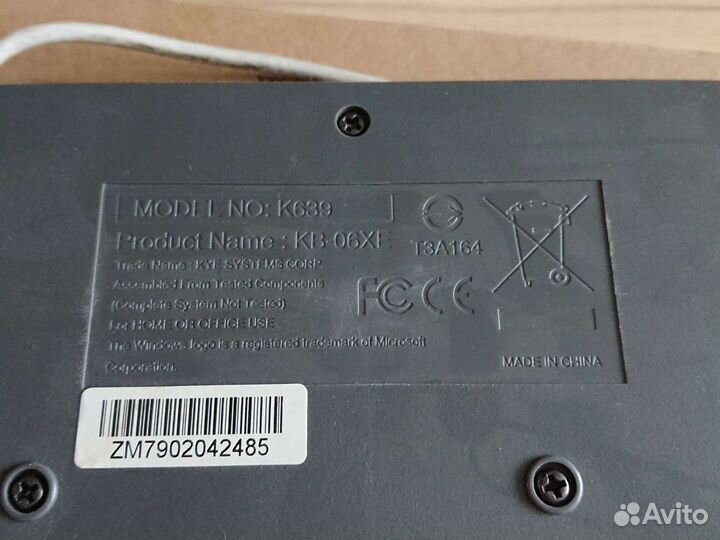 MODEL NO: K639
Product Name : KB-06XE
T3A164
Trade Name : KYE SYSTEMS CORP.
Assembled From Tested Components
(Complete System Not Tested)
For HOME OR OFFICE USE
The Windows logo is a registered trademark of Microsoft
Corporation.
FC CE
MADE IN CHINA
ZM7902042485
Avito